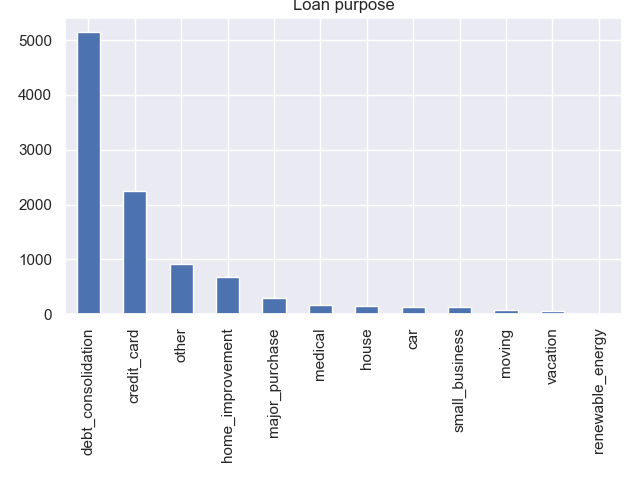 Loan purpose
5000
4000
3000
2000
1000
0
debt_consolidation
credit_card
other
home_improvement
major_purchase
medical
house
car
small_business
moving
vacation
renewable_energy